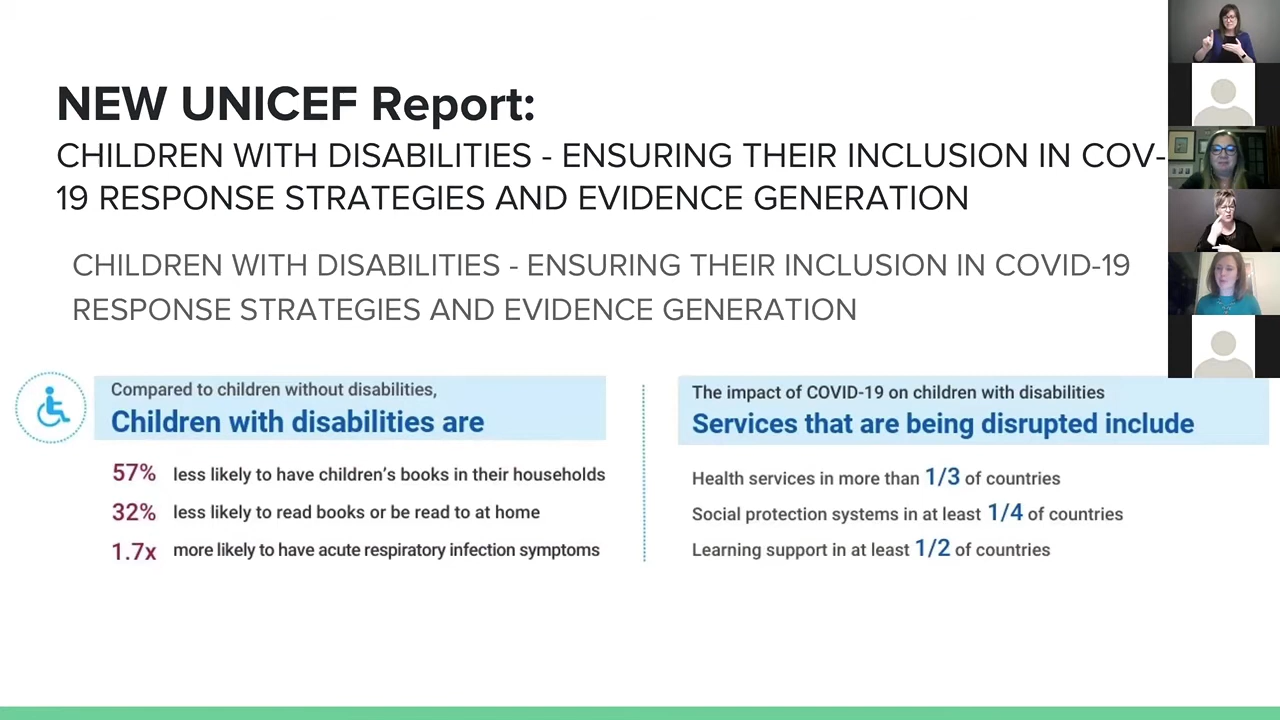 NEW UNICEF Report:
CHILDREN WITH DISABILITIES - ENSURING THEIR INCLUSION IN COV-
19 RESPONSE STRATEGIES AND EVIDENCE GENERATION
CHILDREN WITH DISABILITIES - ENSURING THEIR INCLUSION IN COVID-19
RESPONSE STRATEGIES AND EVIDENCE GENERATION
Compared to children without disabilities,
Children with disabilities are
57% less likely to have children's books in their households
32% less likely to read books or be read to at home
1.7x more likely to have acute respiratory infection symptoms
The impact of COVID-19 on children with disabilities
Services that are being disrupted include
Health services in more than 1/3 of countries
Social protection systems in at least 1/4 of countries
Learning support in at least 1/2 of countries